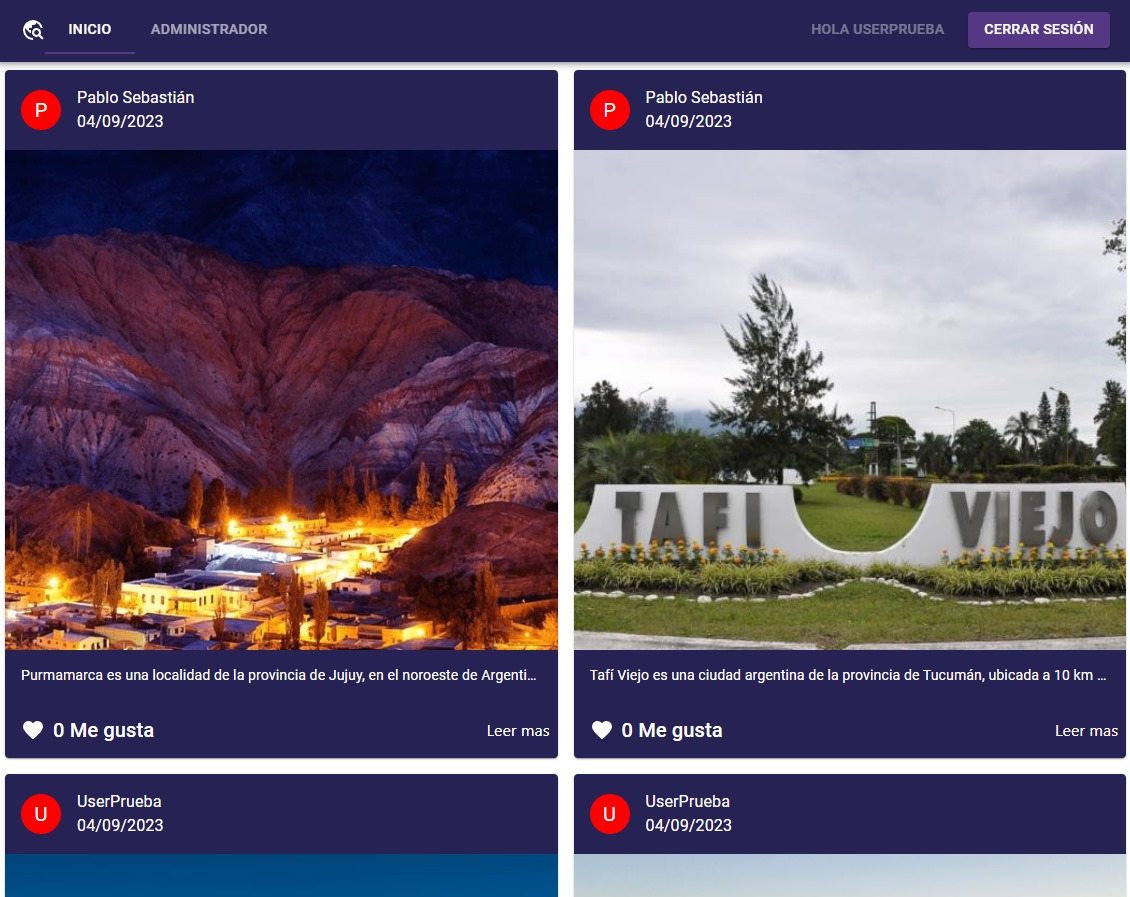 INICIO
ADMINISTRADOR
HOLA USERPRUEBA
CERRAR SESIÓN
P
Pablo Sebastián
04/09/2023
TAFI VIEJO
Purmamarca es una localidad de la provincia de Jujuy, en el noroeste de Argenti...
0 Me gusta
Leer mas
P
Pablo Sebastián
04/09/2023
Tafí Viejo es una ciudad argentina de la provincia de Tucumán, ubicada a 10 km ...
0 Me gusta
Leer mas
U
UserPrueba
04/09/2023
U
UserPrueba
04/09/2023